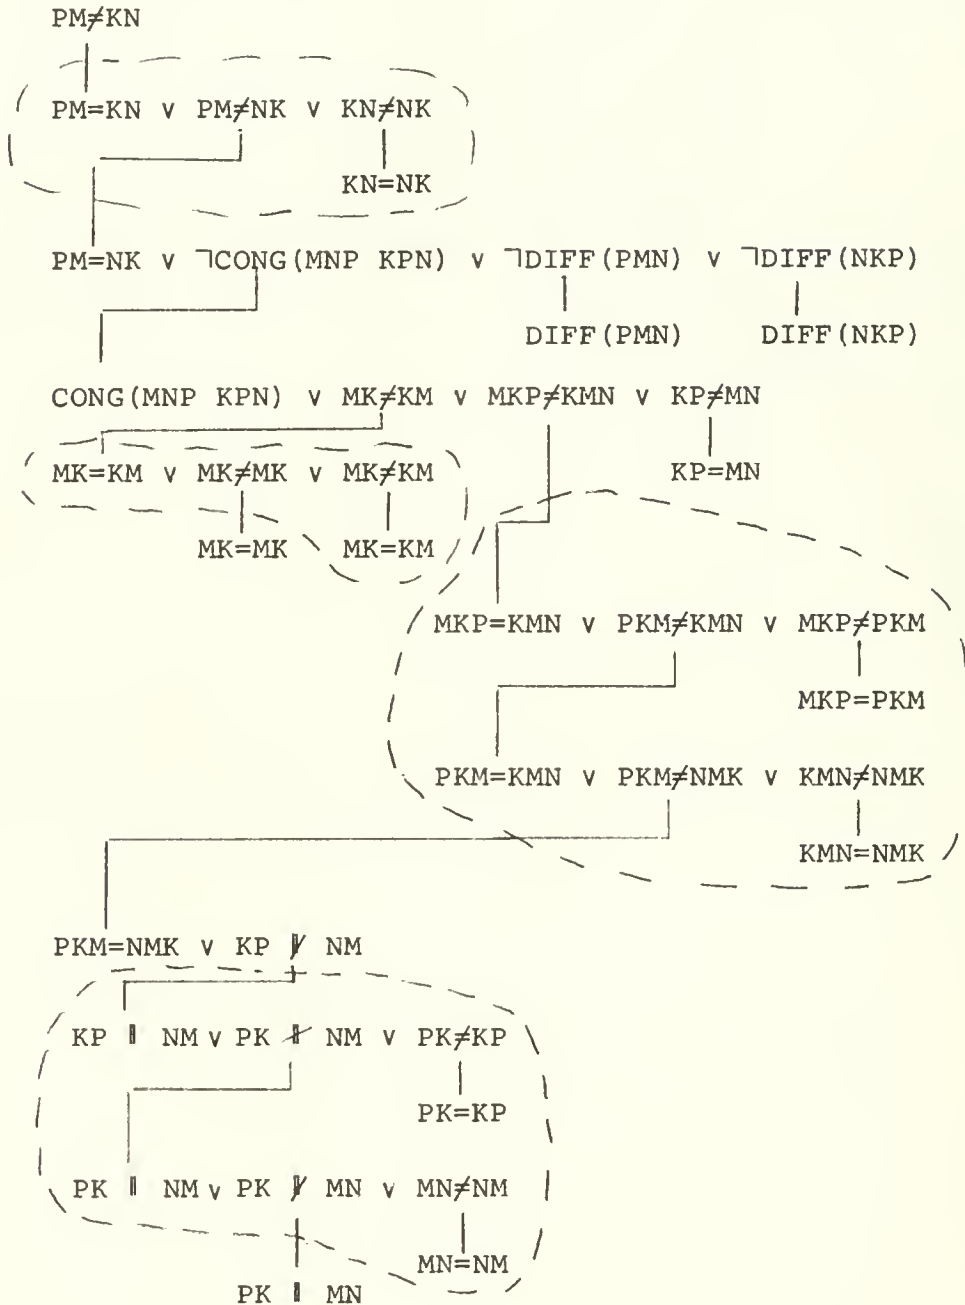 PM≠KN
PM=KN v PM≠NK v KN≠NK
KN=NK
PM=NK v ⅂CONG(MNP KPN) v ⅂DIFF(PMN) v ⅂DIFF(NKP)
DIFF(PMN) DIFF(NKP)
CONG(MNP KPN) v MK≠KM v MKP≠KMN v KP≠MN
KP=MN
MK=KM v MK≠MK v MK≠KM
MK=MK MK=KM
MKP=KMN v PKM≠KMN v MKP≠PKM
MKP=PKM
PKM=KMN v PKM≠NMK v KMN≠NMK
KMN=NMK
PKM=NMK v KP ∦ NM
KP ∥ NM v PK ∦ NM v PK≠KP
PK=KP
PK ∥ NM v PK ∦ MN v MN≠NM
MN=NM
PK ∥ MN